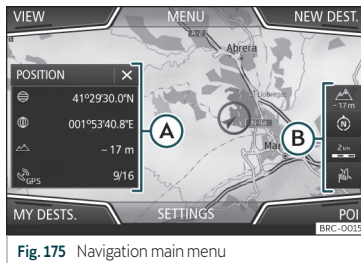 VIEW
MENU
NEW DEST.
A-2
Abrera
POSITION
41°29'30.0"N
001°53'40.8"E
– 17 m
GPS
9/16
A
B
– 17 m
N
2 km
MY DESTS.
SETTINGS
POI
BRC-0015
Fig. 175 Navigation main menu